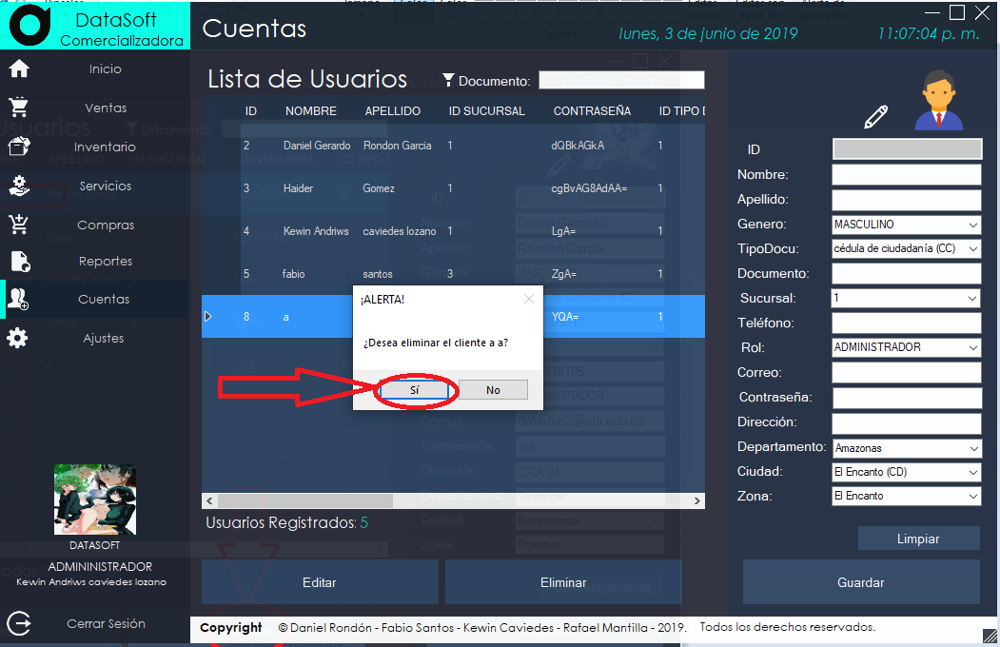 DataSoft
Comercializadora
Cuentas
lunes, 3 de junio de 2019
11:07:04 p. m.
Inicio
Ventas
Inventario
Servicios
Compras
Reportes
Cuentas
Ajustes
DATASOFT
ADMININISTRADOR
Kewin Andriws caviedes lozano
Cerrar Sesión
Lista de Usuarios
Documento:
ID NOMBRE APELLIDO ID SUCURSAL CONTRASEÑA ID TIPO D
2 Daniel Gerardo Rondon Garcia 1 dQBkAGkA 1
3 Haider Gomez 1 cgBvAG8AdAA= 1
4 Kewin Andriws caviedes lozano 1 LgA= 1
5 fabio santos 3 ZgA= 1
8 a YQA= 1
¡ALERTA!
¿Desea eliminar el cliente a a?
Sí No
Usuarios Registrados: 5
Editar
Eliminar
ID
Nombre:
Apellido:
Genero: MASCULINO
TipoDocu: cédula de ciudadanía (CC)
Documento:
Sucursal: 1
Teléfono:
Rol: ADMINISTRADOR
Correo:
Contraseña:
Dirección:
Departamento: Amazonas
Ciudad: El Encanto (CD)
Zona: El Encanto
Limpiar
Guardar
Copyright © Daniel Rondón - Fabio Santos - Kewin Caviedes - Rafael Mantilla - 2019. Todos los derechos reservados.